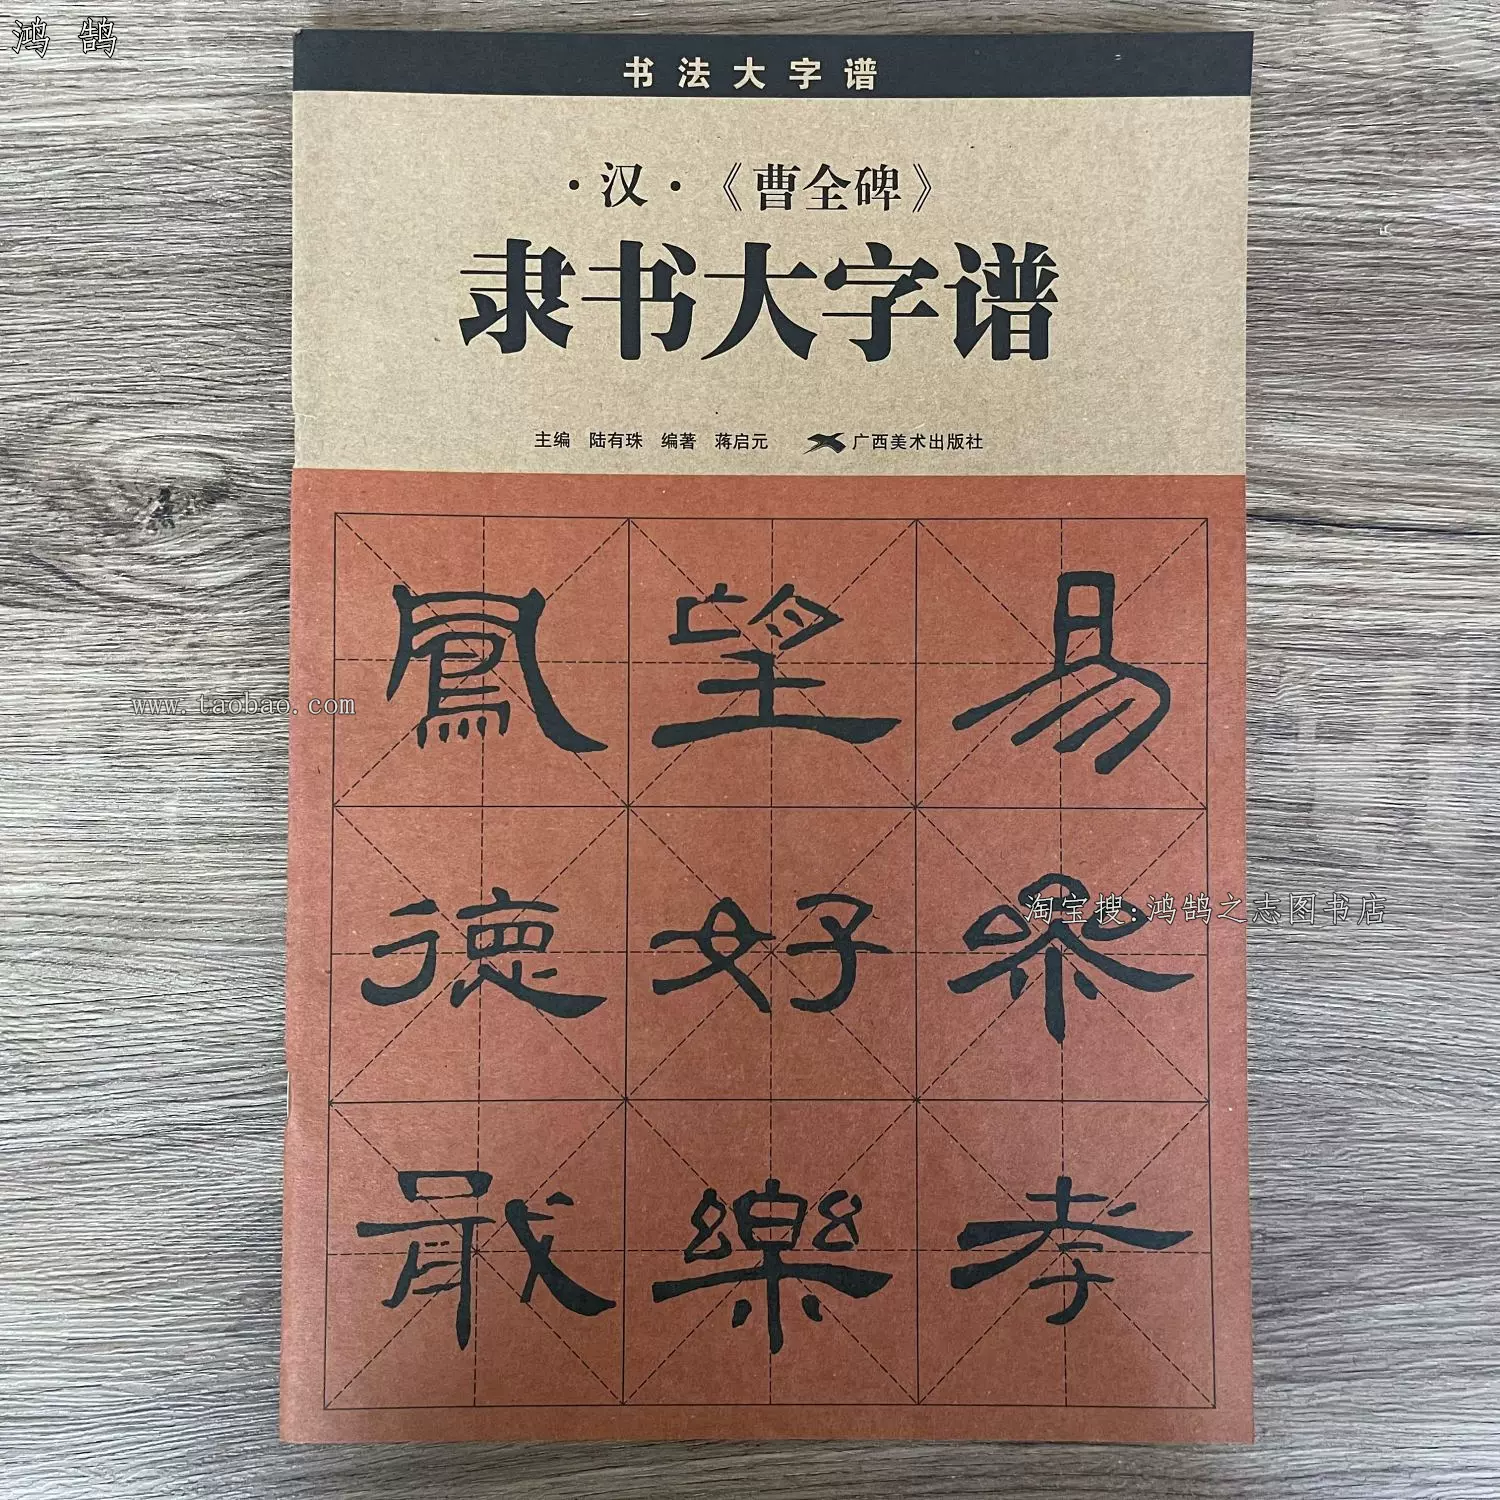 鸿 鹄
书法大字谱
·汉·《曹全碑》
隶书大字谱
主编 陆有珠 编著 蒋启元 广西美术出版社
鳳 望 易
www.taobao.com
德 好 
淘宝搜:鸿鹄之志图书店
敢 樂 孝